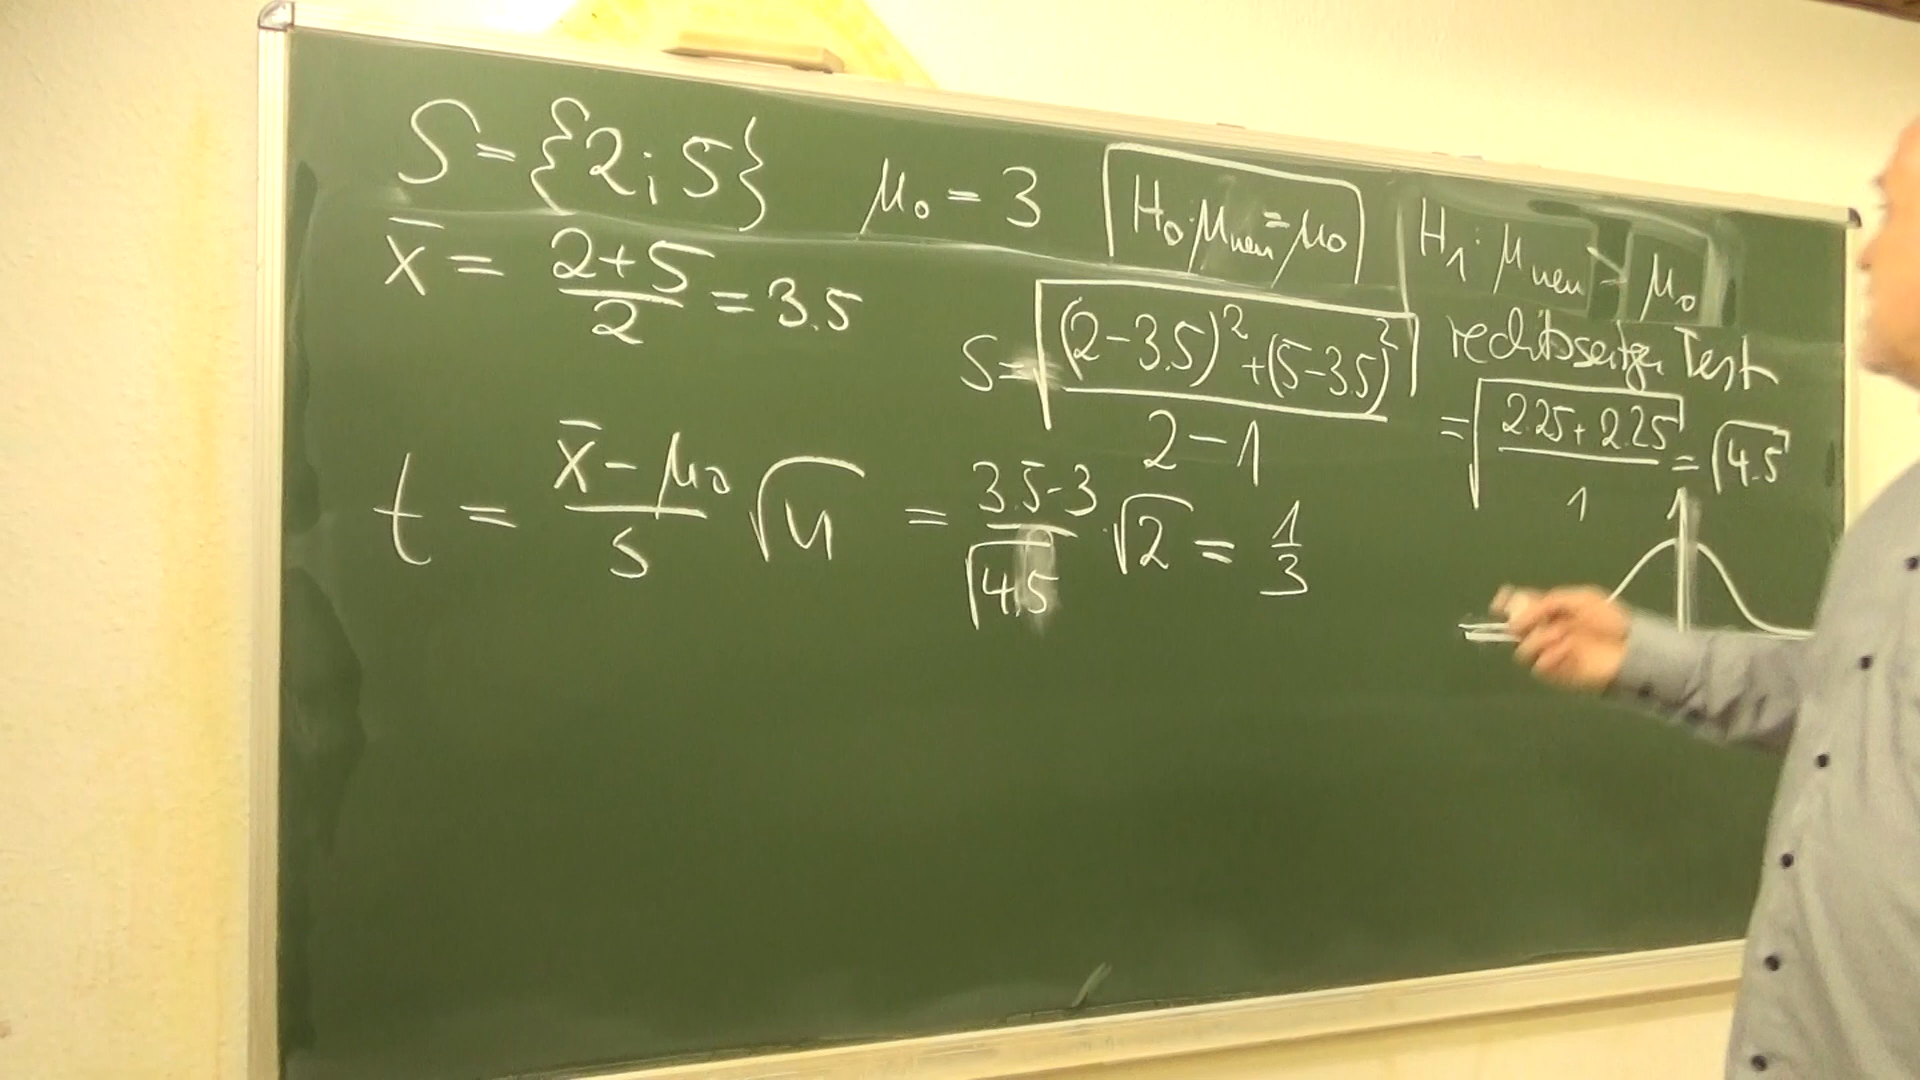 S = {2; 5}   μ₀ = 3   H₀: μ_neu = μ₀   H₁: μ_neu > μ₀
x̄ = (2+5)/2 = 3.5   rechtsseitiger Test
S = √(((2-3.5)² + (5-3.5)²)/(2-1)) = √((2.25 + 2.25)/1) = √4.5
t = (x̄ - μ₀)/s √n = (3.5-3)/√4.5 · √2 = 1/3